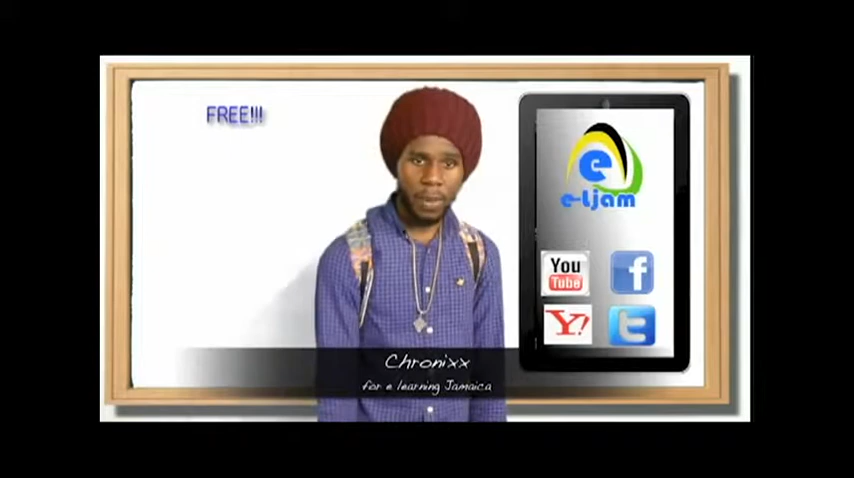 FREE!!!
e
e-Ljam
You
Tube
f
Y!
t
Chronixx
for e learning Jamaica